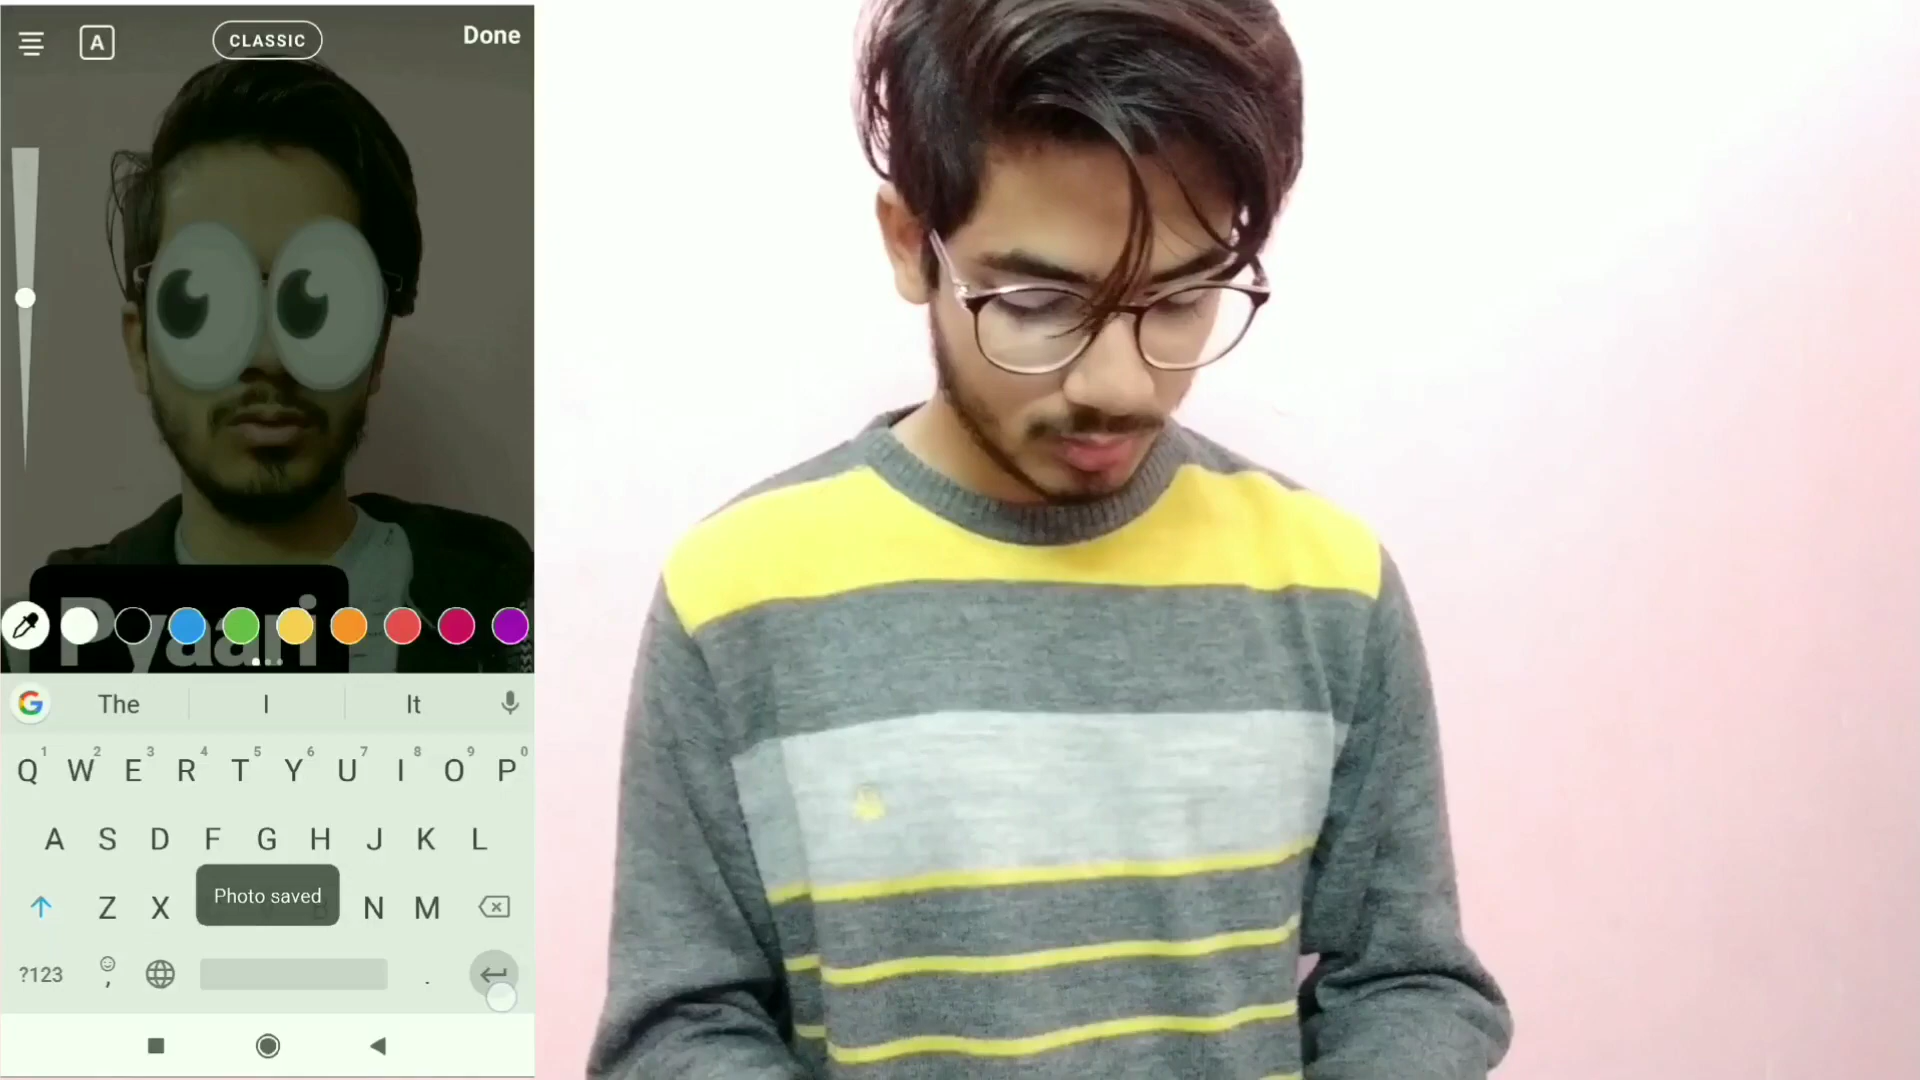 A CLASSIC Done
Pyaari
G The I It
1 2 3 4 5 6 7 8 9 0
Q W E R T Y U I O P
A S D F G H J K L
Z X N M
Photo saved
?123 , .